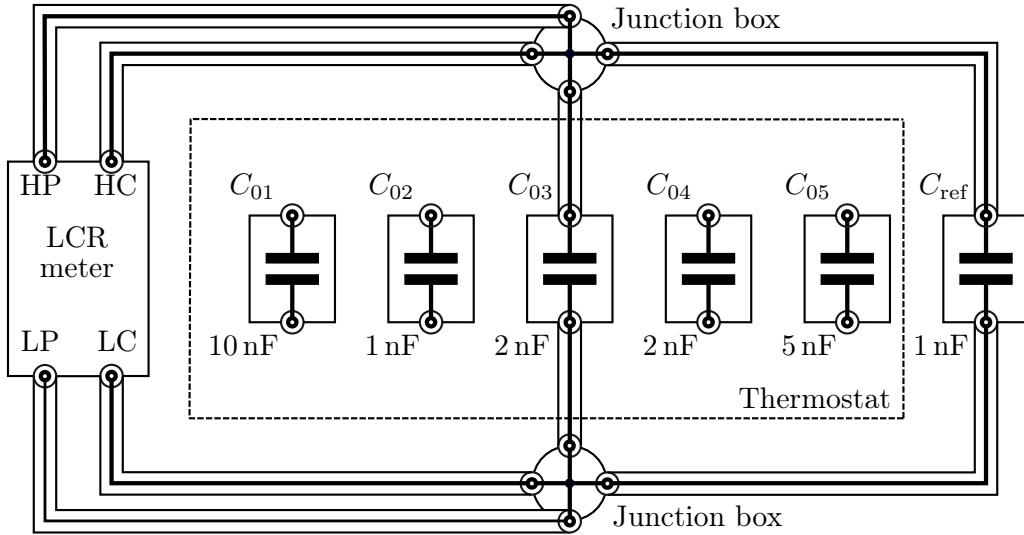 Junction box
HP HC
LCR
meter
LP LC
C₀₁ C₀₂ C₀₃ C₀₄ C₀₅ C_ref
10 nF 1 nF 2 nF 2 nF 5 nF 1 nF
Thermostat
Junction box